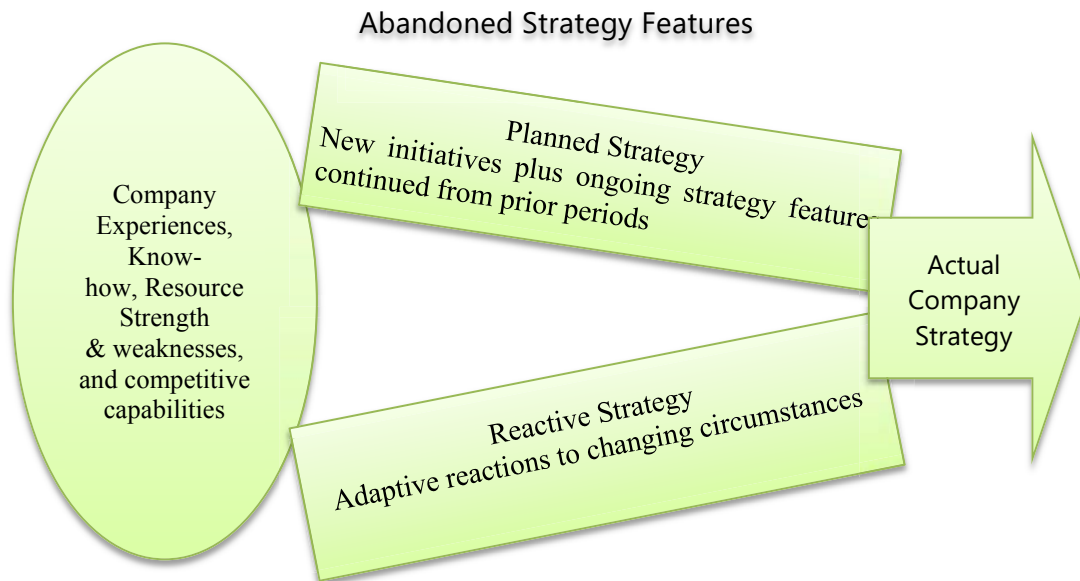 Abandoned Strategy Features
Company
Experiences,
Know-
how, Resource
Strength
& weaknesses,
and competitive
capabilities
Planned Strategy
New initiatives plus ongoing strategy features
continued from prior periods
Reactive Strategy
Adaptive reactions to changing circumstances
Actual
Company
Strategy